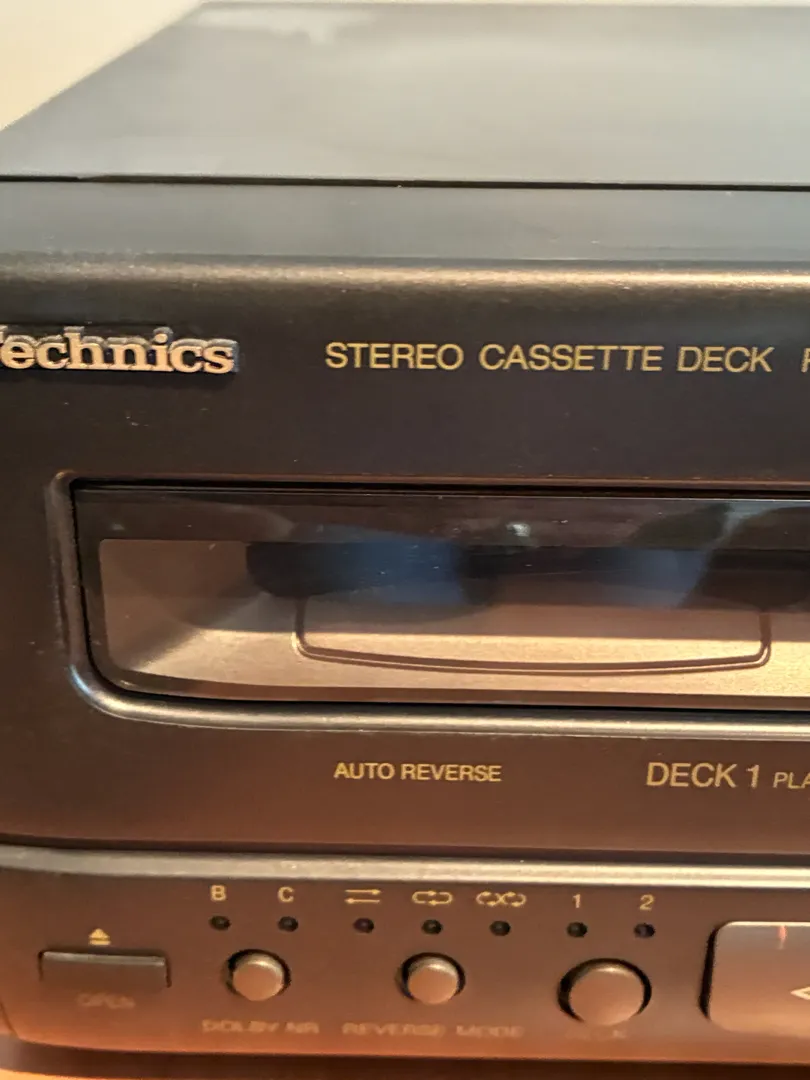 Technics STEREO CASSETTE DECK
AUTO REVERSE DECK 1
B C 1 2
OPEN DOLBY NR REVERSE MODE